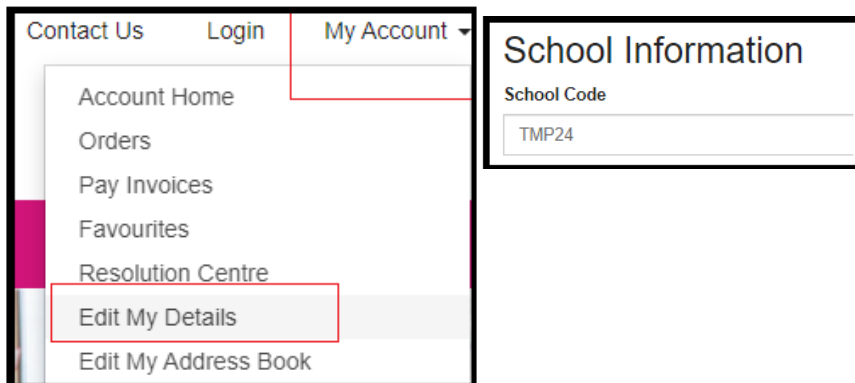 Contact Us Login My Account
Account Home
Orders
Pay Invoices
Favourites
Resolution Centre
Edit My Details
Edit My Address Book
School Information
School Code
TMP24